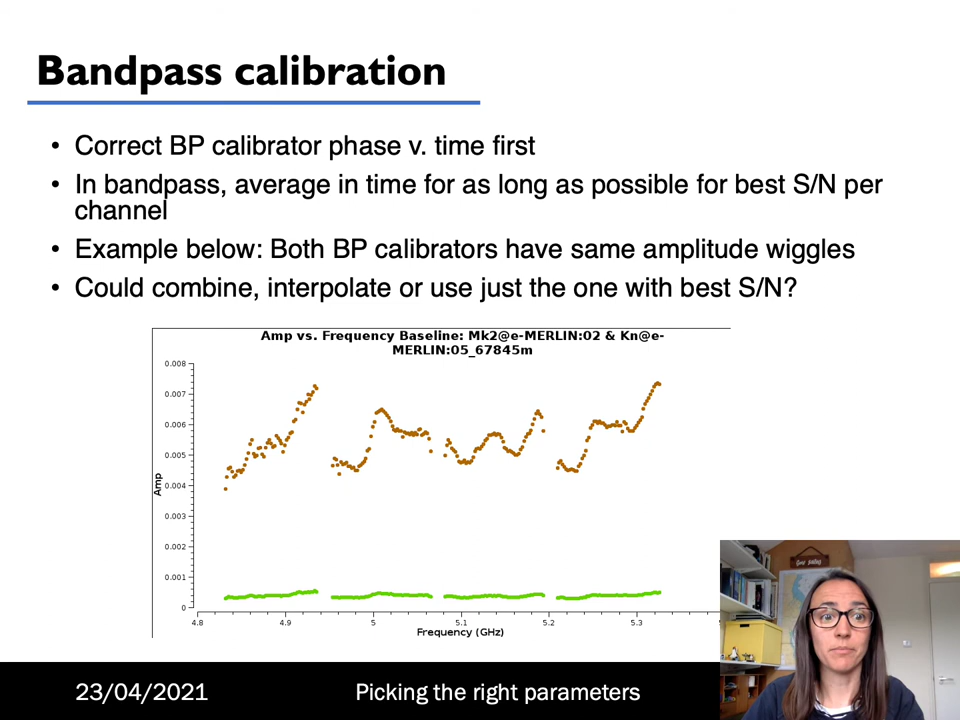 Bandpass calibration
• Correct BP calibrator phase v. time first
• In bandpass, average in time for as long as possible for best S/N per
channel
• Example below: Both BP calibrators have same amplitude wiggles
• Could combine, interpolate or use just the one with best S/N?
Amp vs. Frequency Baseline: Mk2@e-MERLIN:02 & Kn@e-
MERLIN:05_67845m
0.008
0.007
0.006
0.005
0.004
0.003
0.002
0.001
0
Amp
4.8 4.9 5 5.1 5.2 5.3
Frequency (GHz)
23/04/2021 Picking the right parameters